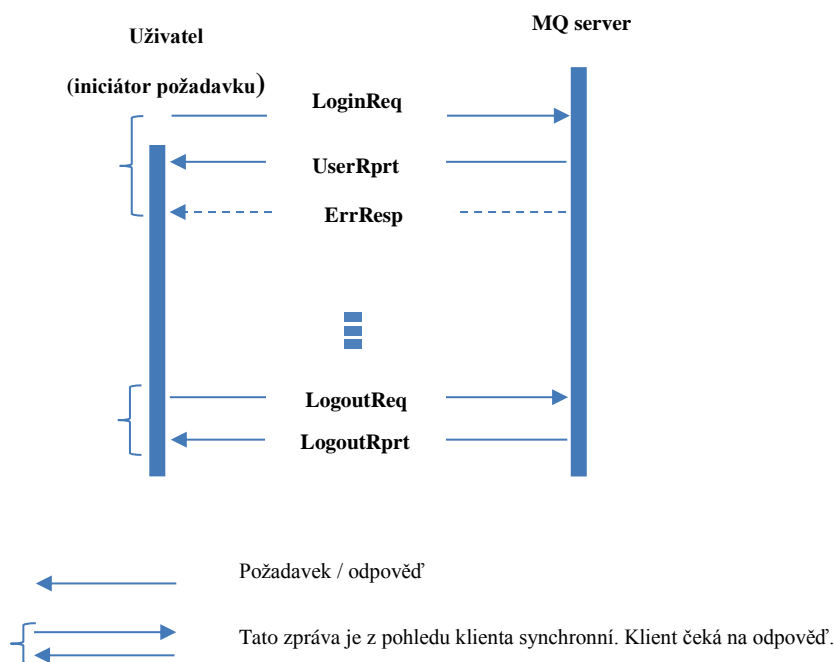 Uživatel
MQ server
(iniciátor požadavku)
LoginReq
UserRprt
ErrResp
LogoutReq
LogoutRprt
Požadavek / odpověď
Tato zpráva je z pohledu klienta synchronní. Klient čeká na odpověď.